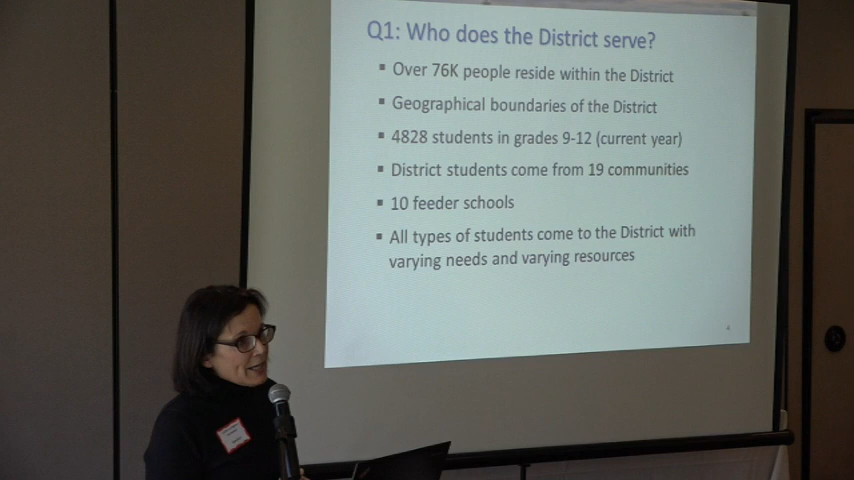 Q1: Who does the District serve?
▪ Over 76K people reside within the District
▪ Geographical boundaries of the District
▪ 4828 students in grades 9-12 (current year)
▪ District students come from 19 communities
▪ 10 feeder schools
▪ All types of students come to the District with
varying needs and varying resources
4